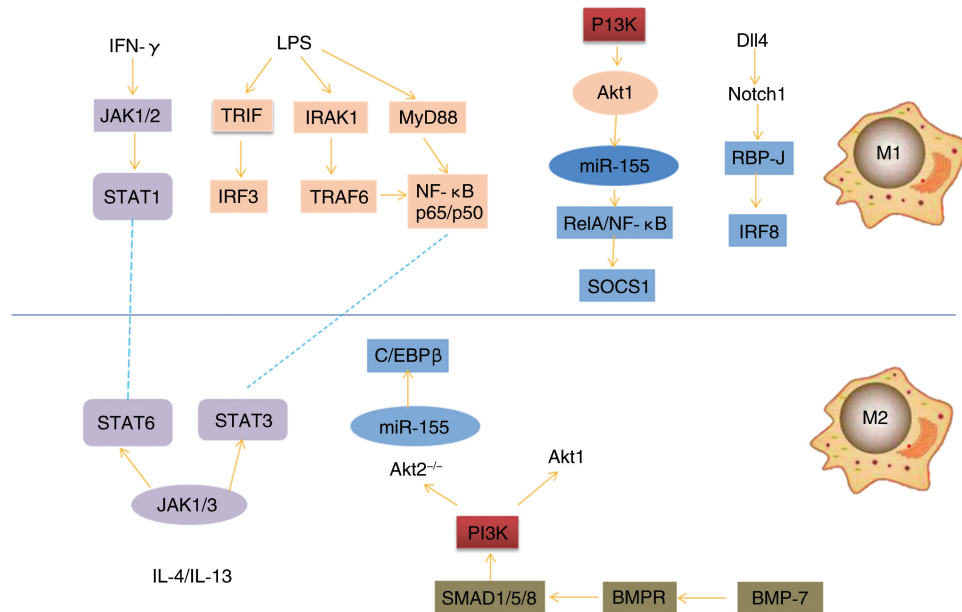 IFN- γ
LPS
P13K
Dll4
JAK1/2
TRIF
IRAK1
MyD88
Akt1
Notch1
M1
STAT1
IRF3
TRAF6
NF- κB
p65/p50
miR-155
RBP-J
RelA/NF- κB
IRF8
SOCS1
C/EBPβ
STAT6
STAT3
miR-155
M2
Akt2⁻/⁻
Akt1
JAK1/3
PI3K
IL-4/IL-13
SMAD1/5/8
BMPR
BMP-7